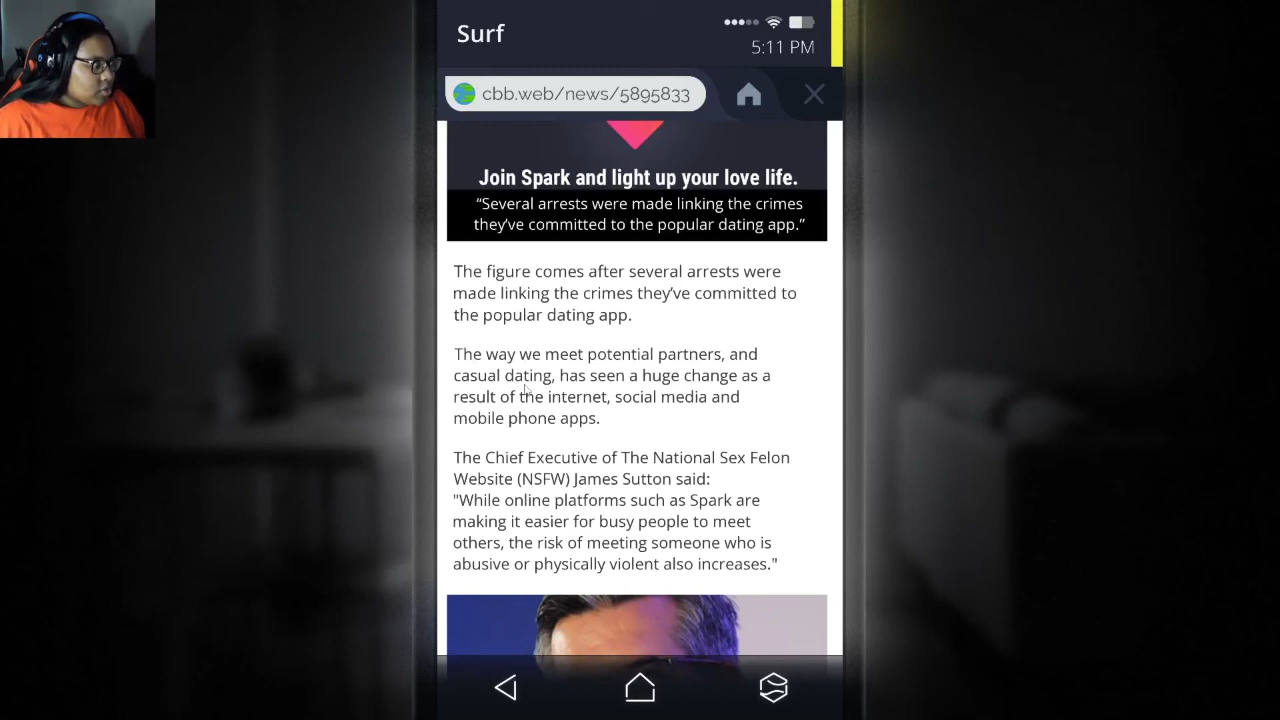 Surf
5:11 PM
cbb.web/news/5895833
Join Spark and light up your love life.
“Several arrests were made linking the crimes
they’ve committed to the popular dating app.”
The figure comes after several arrests were
made linking the crimes they’ve committed to
the popular dating app.
The way we meet potential partners, and
casual dating, has seen a huge change as a
result of the internet, social media and
mobile phone apps.
The Chief Executive of The National Sex Felon
Website (NSFW) James Sutton said:
"While online platforms such as Spark are
making it easier for busy people to meet
others, the risk of meeting someone who is
abusive or physically violent also increases."